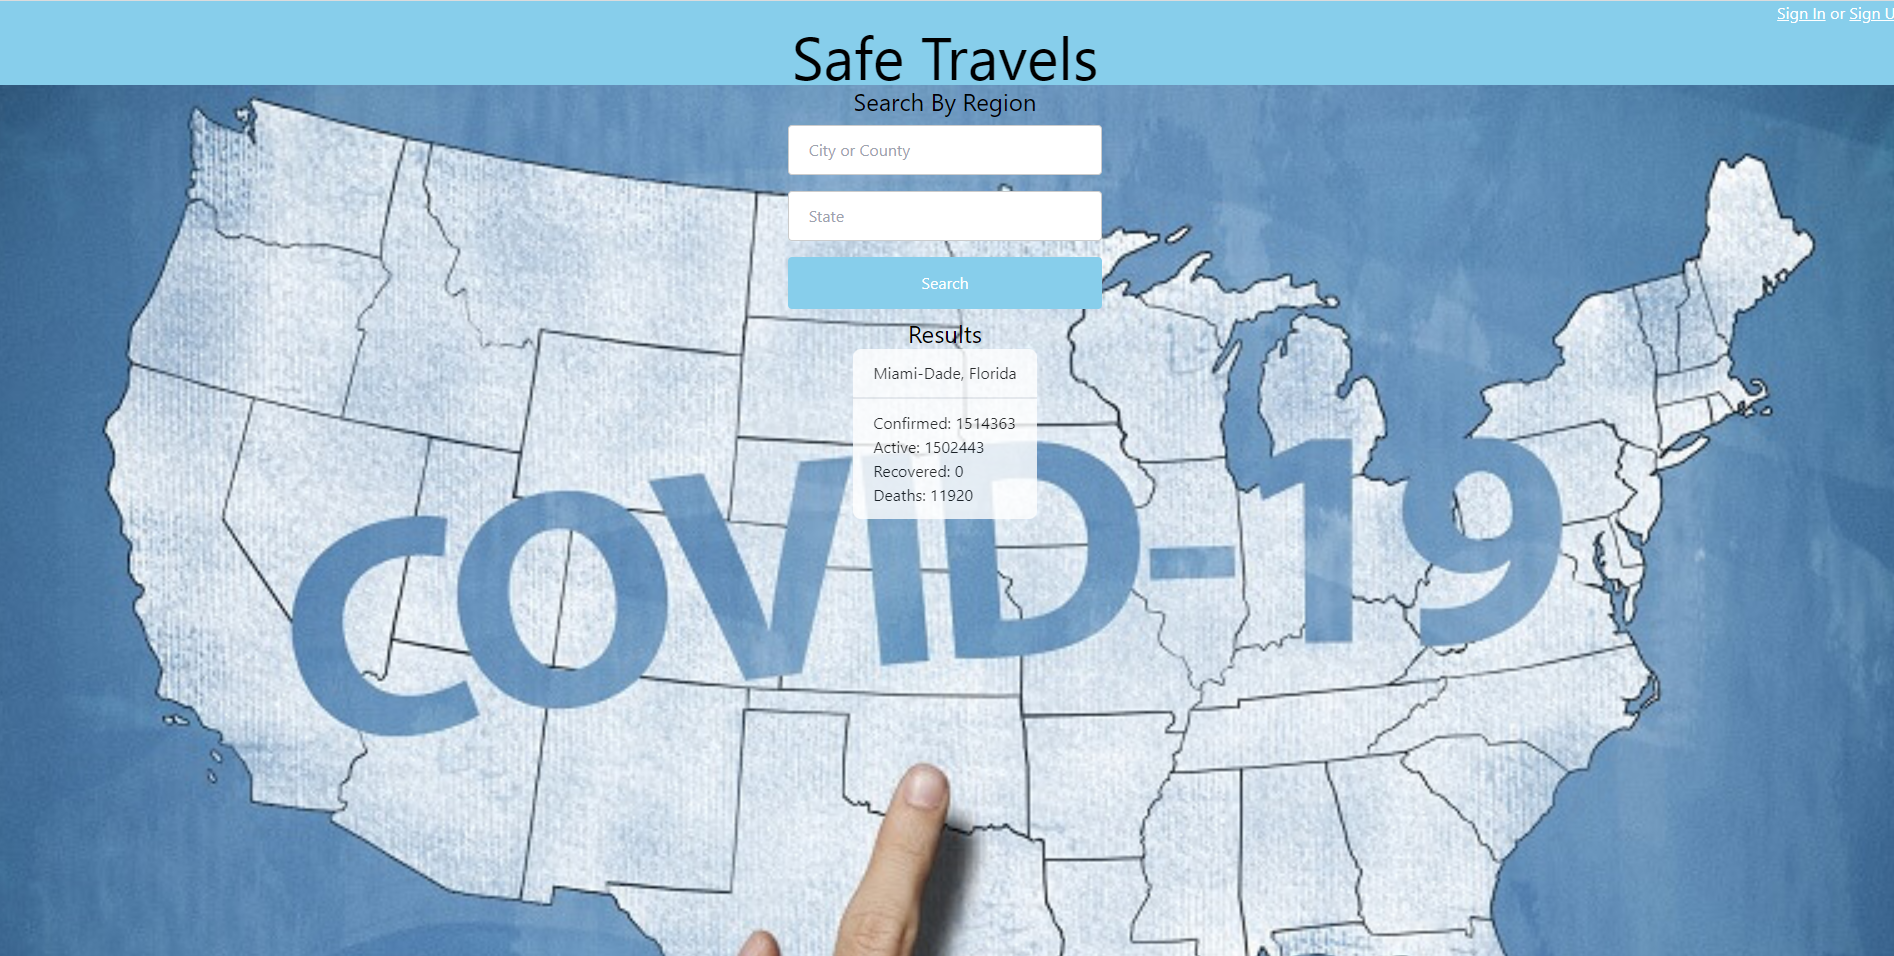 Sign In or Sign U
Safe Travels
Search By Region
City or County
State
Search
Results
Miami-Dade, Florida
Confirmed: 1514363
Active: 1502443
Recovered: 0
Deaths: 11920
COVID-19